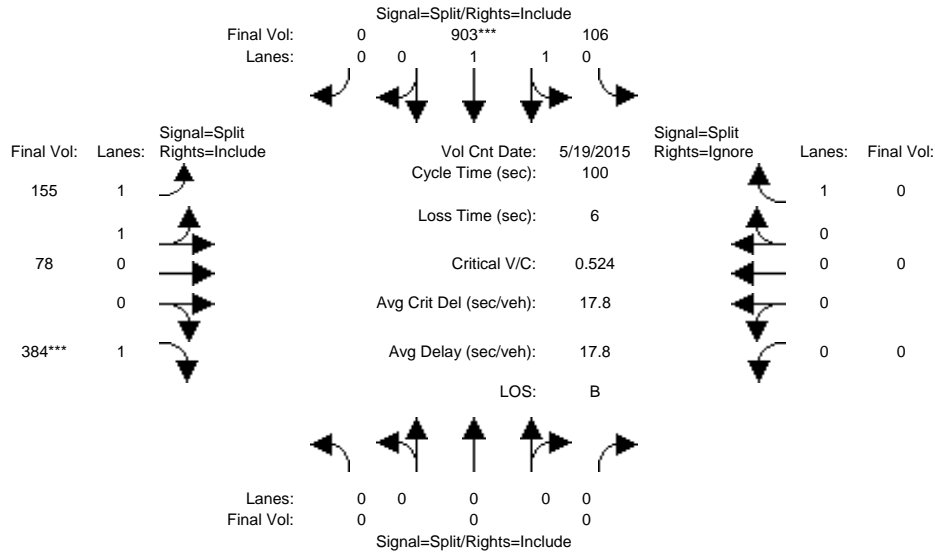 Signal=Split/Rights=Include
Final Vol: 0 903*** 106
Lanes: 0 0 1 1 0
Signal=Split
Final Vol: Lanes: Rights=Include
Vol Cnt Date: 5/19/2015
Signal=Split
Rights=Ignore Lanes: Final Vol:
Cycle Time (sec): 100
155 1
1 0
Loss Time (sec): 6
1
0
78 0
Critical V/C: 0.524
0 0
0
Avg Crit Del (sec/veh): 17.8
0
384*** 1
Avg Delay (sec/veh): 17.8
0 0
LOS: B
Lanes: 0 0 0 0 0
Final Vol: 0 0 0
Signal=Split/Rights=Include